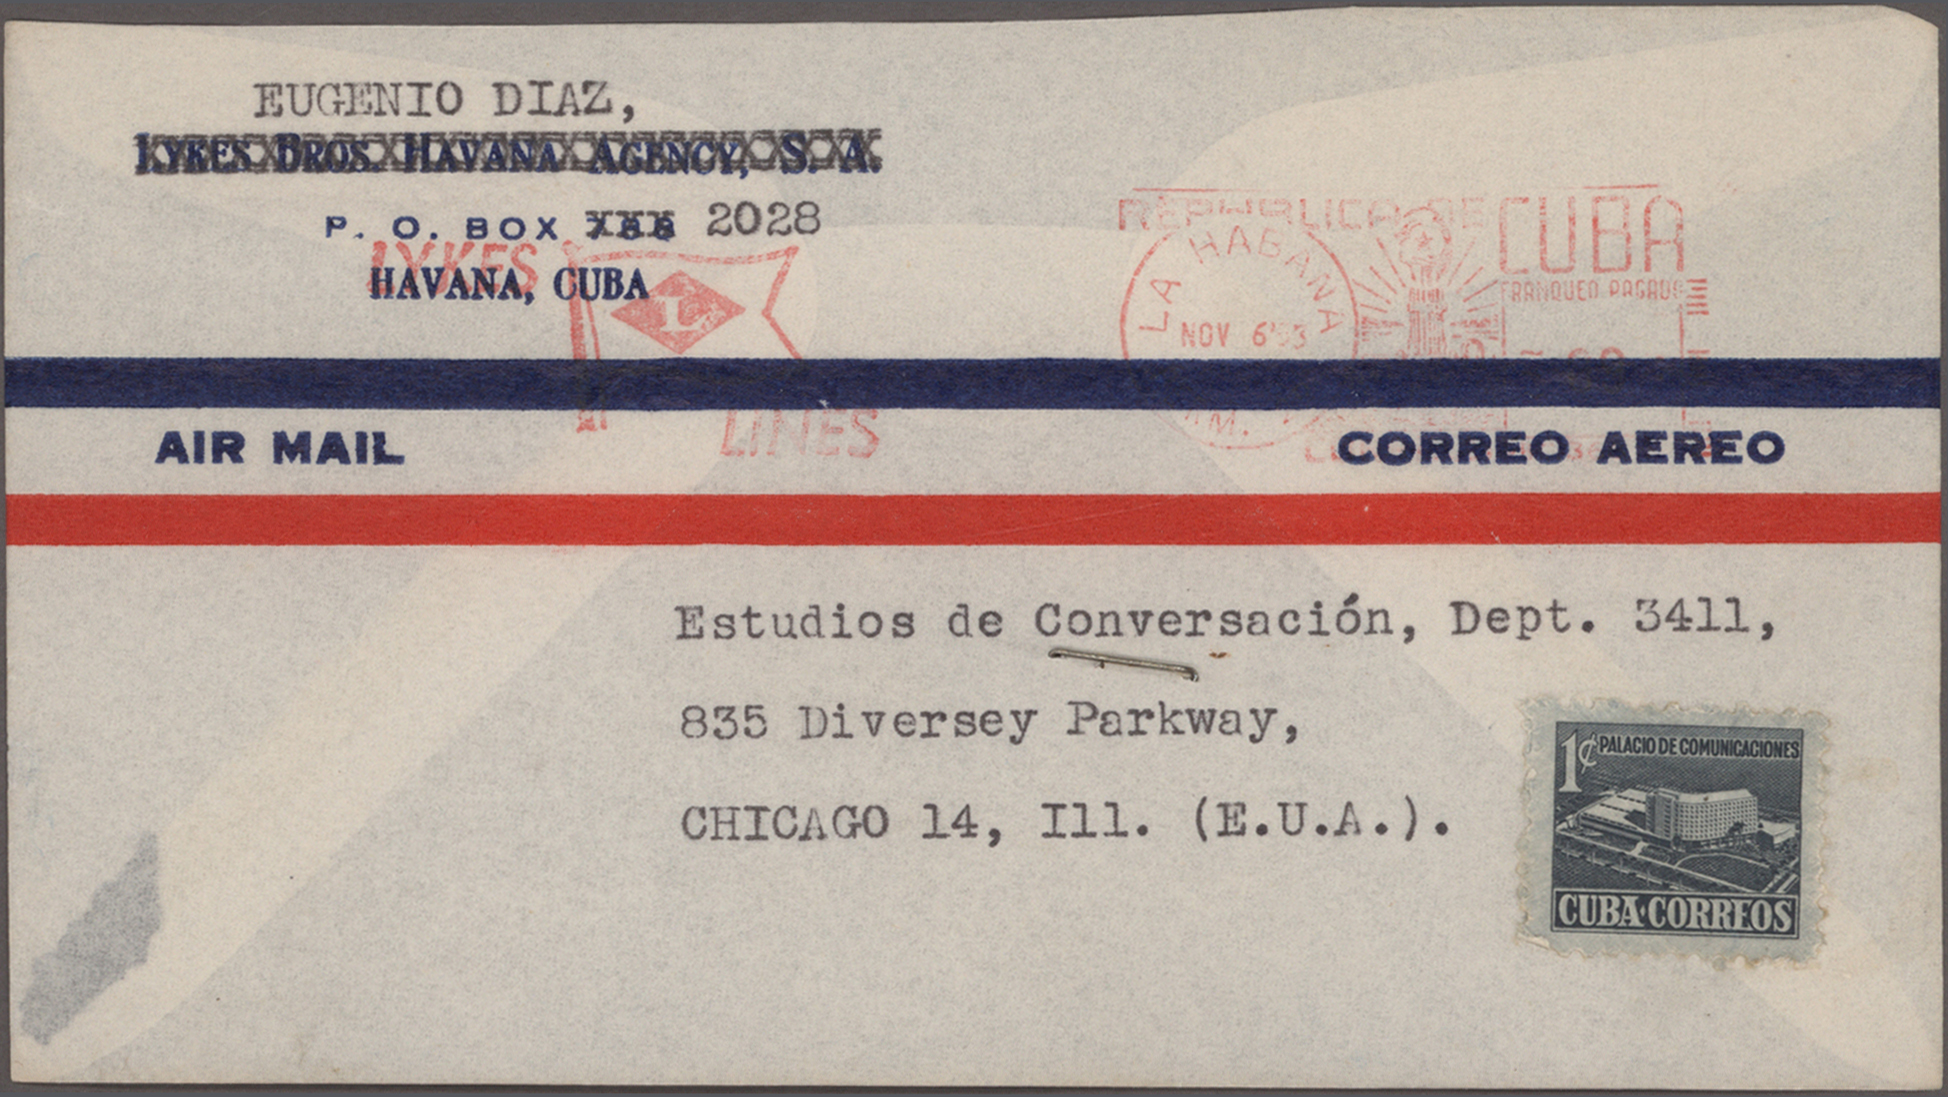 EUGENIO DIAZ,
LYKES BROS. HAVANA AGENCY, S. A.
P. O. BOX 2028
HAVANA, CUBA
LYKES
L
LINES
REPUBLICA DE CUBA
FRANQUEO PAGADO
LA HABANA
NOV 6'53
AIR MAIL
CORREO AEREO
Estudios de Conversación, Dept. 3411,
835 Diversey Parkway,
CHICAGO 14, Ill. (E.U.A.).
1¢ PALACIO DE COMUNICACIONES
CUBA·CORREOS